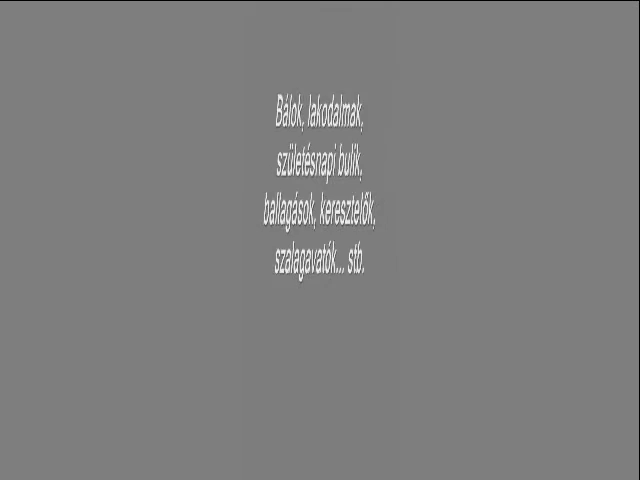 Bálok, lakodalmak,
születésnapi bulik,
ballagások, keresztelők,
szalagavatók... stb.